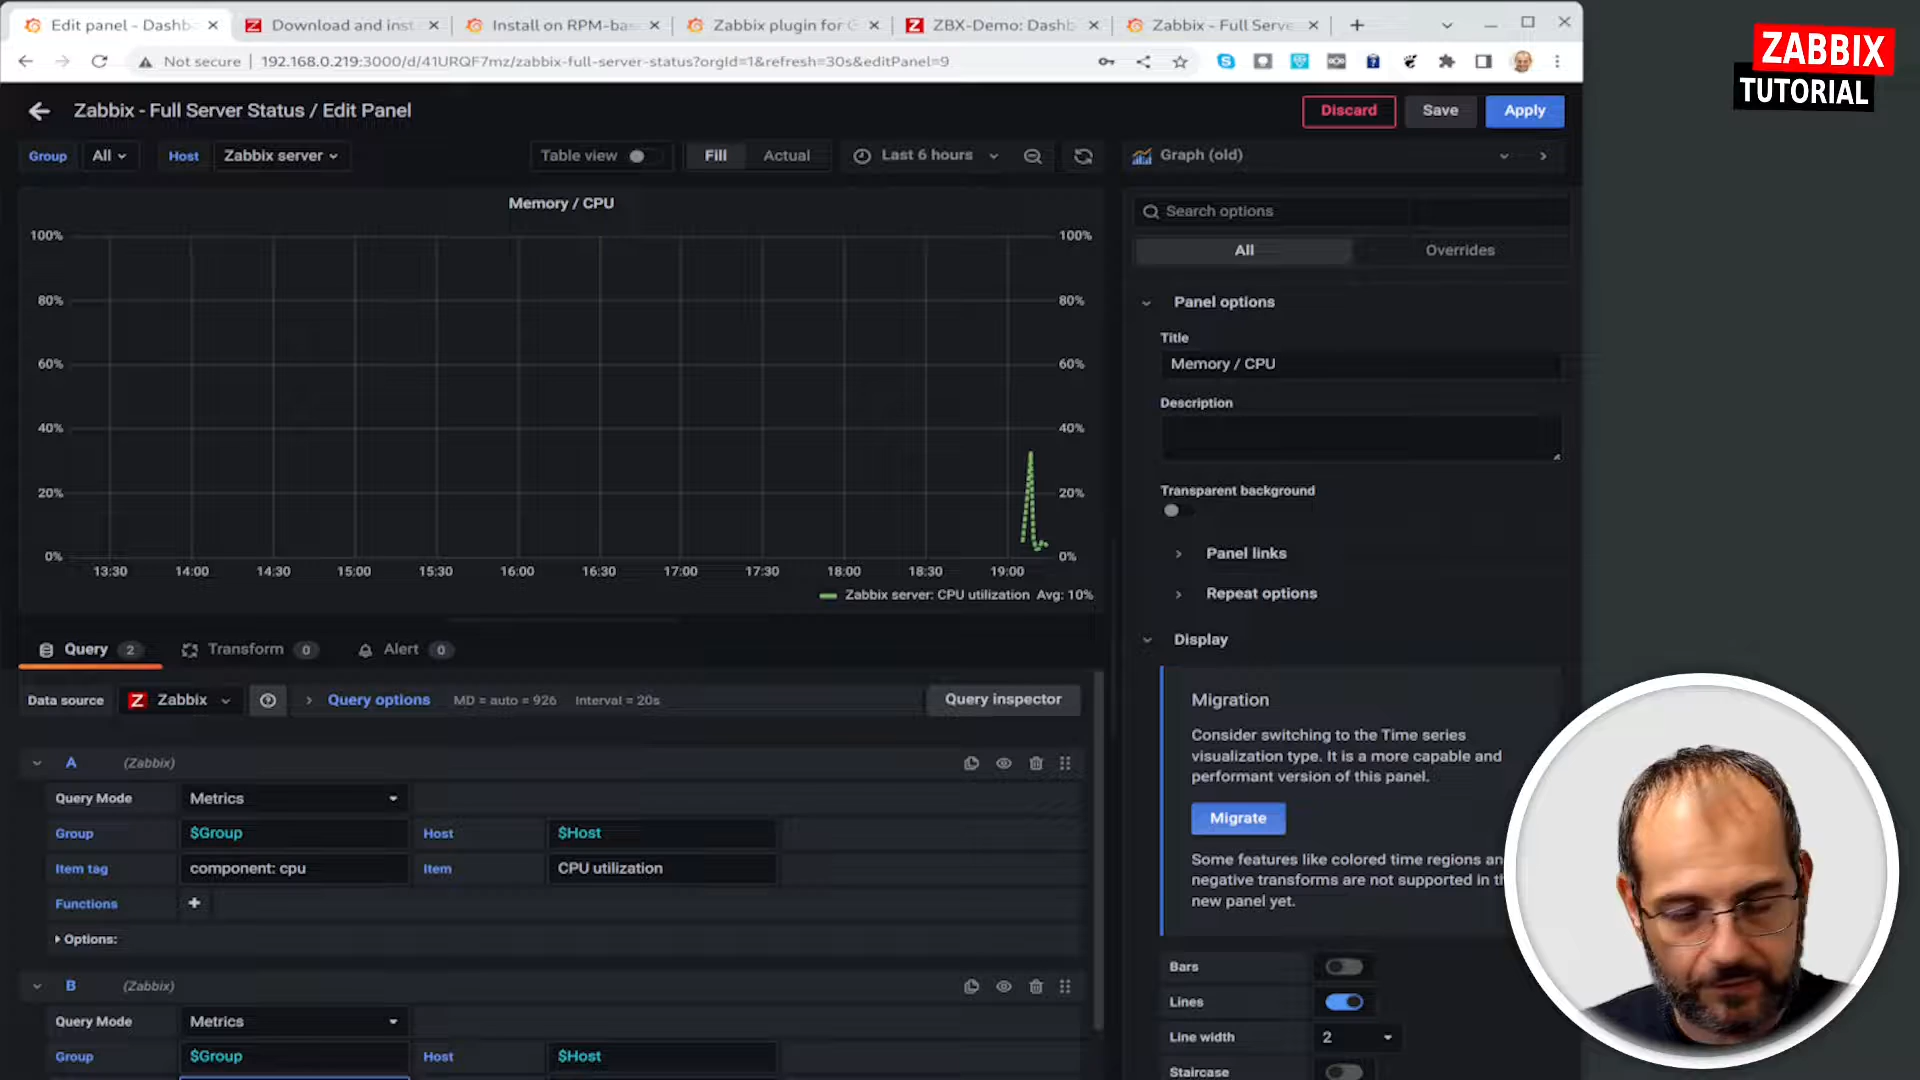 Edit panel - Dashb
Download and inst
Install on RPM-ba
Zabbix plugin for
ZBX-Demo: Dashb
Zabbix - Full Serve
Not secure
192.168.0.219:3000/d/41URQF7mz/zabbix-full-server-status?orgId=1&refresh=30s&editPanel=9
ZABBIX
TUTORIAL
Zabbix - Full Server Status / Edit Panel
Discard
Save
Apply
Group
All
Host
Zabbix server
Table view
Fill
Actual
Last 6 hours
Graph (old)
Memory / CPU
100%
80%
60%
40%
20%
0%
100%
80%
60%
40%
20%
0%
13:30 14:00 14:30 15:00 15:30 16:00 16:30 17:00 17:30 18:00 18:30 19:00
Zabbix server: CPU utilization Avg: 10%
Search options
All
Overrides
Panel options
Title
Memory / CPU
Description
Transparent background
Panel links
Repeat options
Display
Migration
Consider switching to the Time series
visualization type. It is a more capable and
performant version of this panel.
Migrate
Some features like colored time regions an
negative transforms are not supported in th
new panel yet.
Bars
Lines
Line width
2
Staircase
Query 2
Transform 0
Alert 0
Data source
Z Zabbix
Query options
MD = auto = 926
Interval = 20s
Query inspector
A (Zabbix)
Query Mode
Metrics
Group
$Group
Host
$Host
Item tag
component: cpu
Item
CPU utilization
Functions
+
Options:
B (Zabbix)
Query Mode
Metrics
Group
$Group
Host
$Host